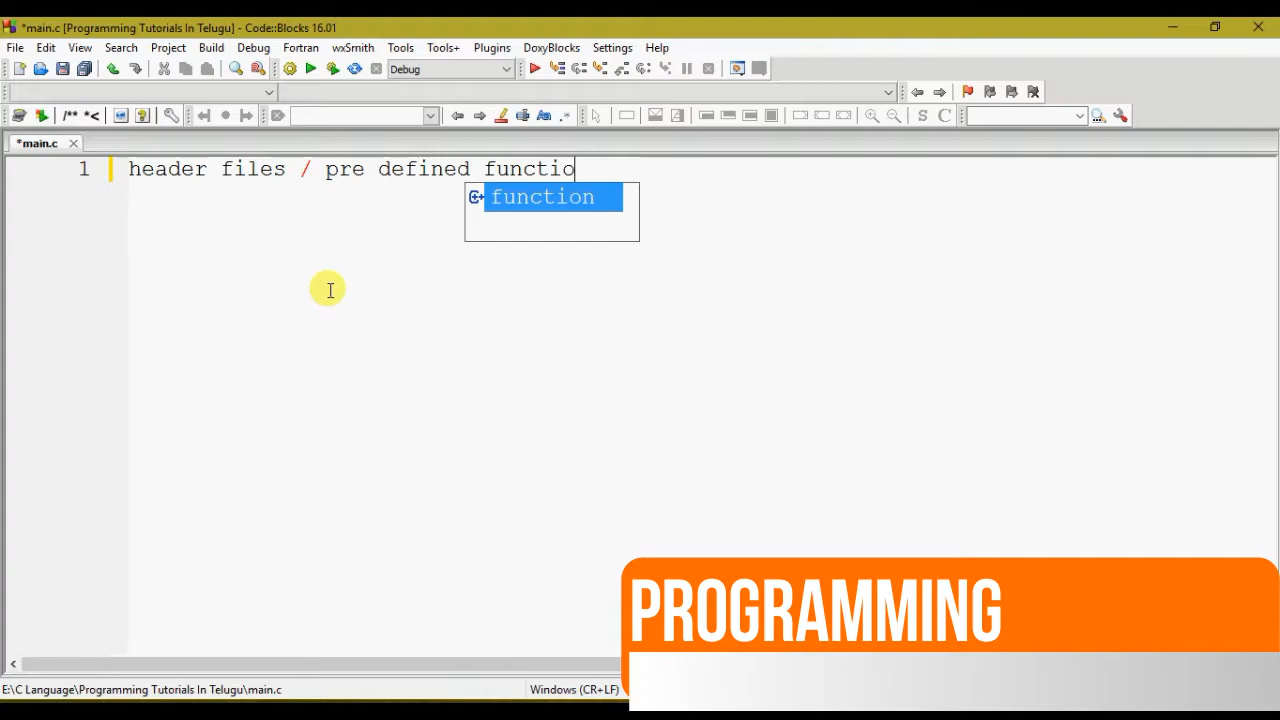 *main.c [Programming Tutorials In Telugu] - Code::Blocks 16.01
File Edit View Search Project Build Debug Fortran wxSmith Tools Tools+ Plugins DoxyBlocks Settings Help
Debug
/** *<
S C
*main.c
1 header files / pre defined functio
function
PROGRAMMING
E:\C Language\Programming Tutorials In Telugu\main.c Windows (CR+LF)